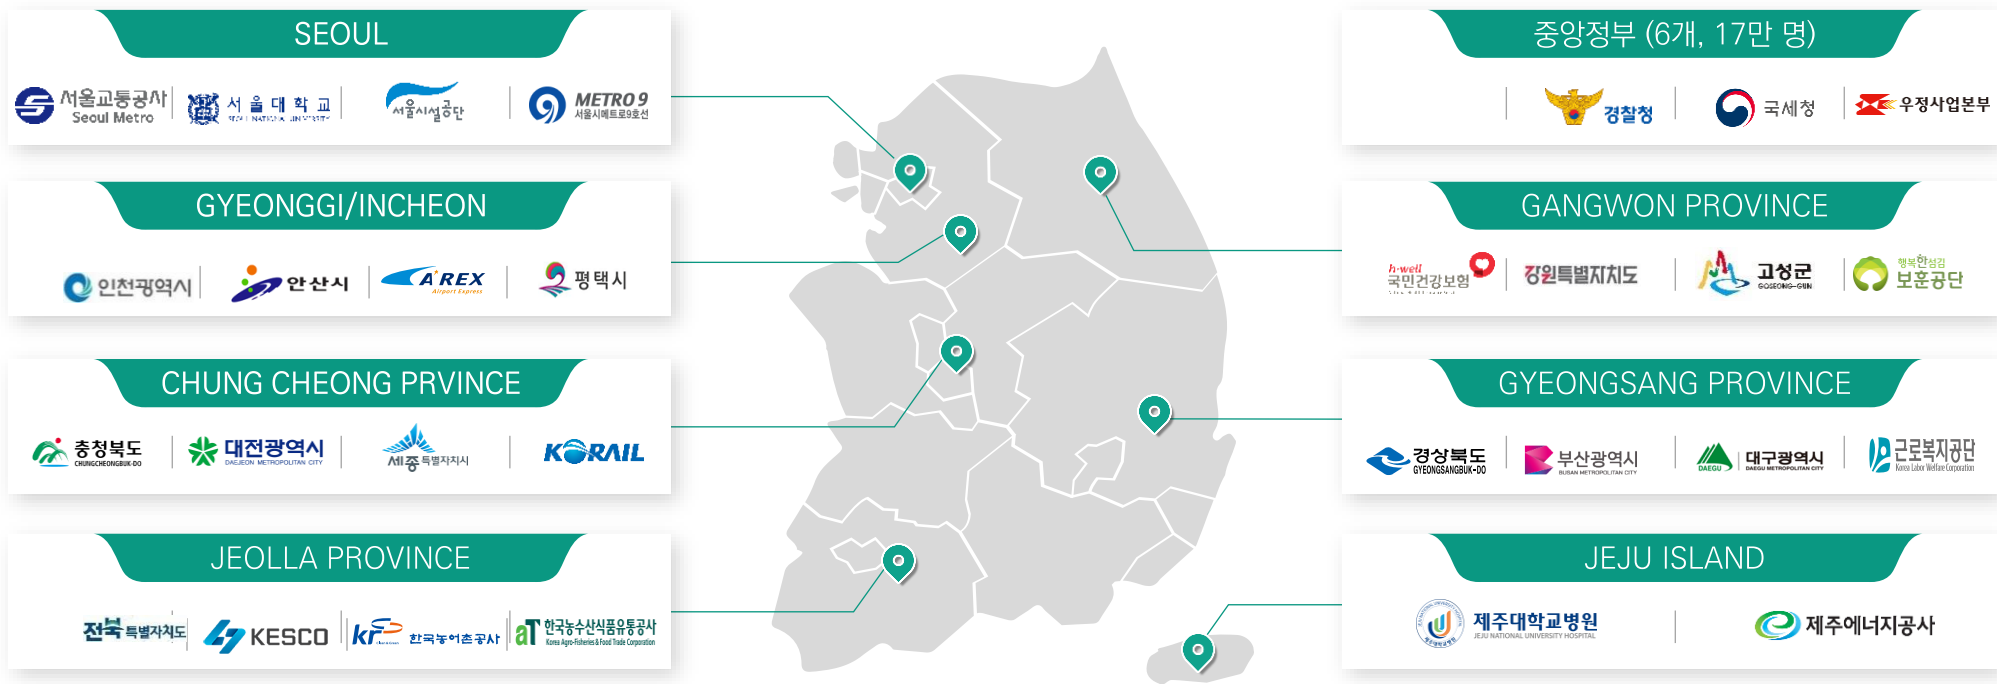 SEOUL
서울교통공사
Seoul Metro
서울대학교
SEOUL NATIONAL UNIVERSITY
서울시설공단
METRO 9
서울시메트로9호선
GYEONGGI/INCHEON
인천광역시
안산시
A'REX
Airport Express
평택시
CHUNG CHEONG PRVINCE
충청북도
CHUNGCHEONGBUK-DO
대전광역시
DAEJEON METROPOLITAN CITY
세종특별자치시
KORAIL
JEOLLA PROVINCE
전북특별자치도
KESCO
kr
한국농어촌공사
aT 한국농수산식품유통공사
Korea Agro-Fisheries & Food Trade Corporation
중앙정부 (6개, 17만 명)
경찰청
국세청
우정사업본부
GANGWON PROVINCE
h-well
국민건강보험
강원특별자치도
고성군
GOSEONG-GUN
행복한섬김
보훈공단
GYEONGSANG PROVINCE
경상북도
GYEONGSANGBUK-DO
부산광역시
BUSAN METROPOLITAN CITY
DAEGU
대구광역시
DAEGU METROPOLITAN CITY
근로복지공단
Korea Labor Welfare Corporation
JEJU ISLAND
제주대학교병원
JEJU NATIONAL UNIVERSITY HOSPITAL
제주에너지공사